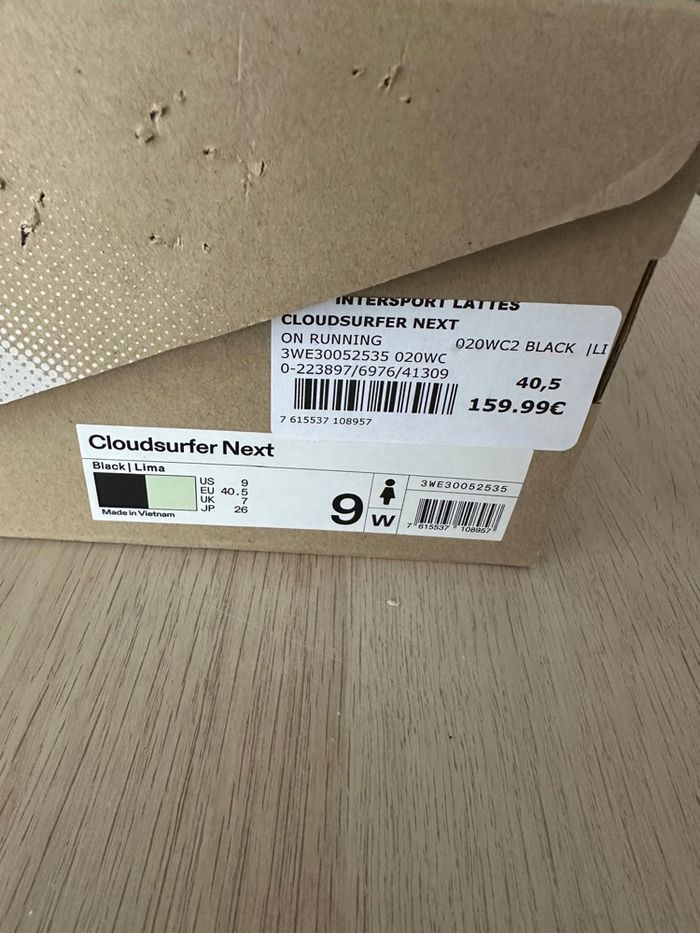 INTERSPORT LATTES
CLOUDSURFER NEXT
ON RUNNING 020WC2 BLACK |LI
3WE30052535 020WC
0-223897/6976/41309
40,5
159.99€
7 615537 108957
Cloudsurfer Next
Black | Lima
US 9
EU 40.5
UK 7
JP 26
Made in Vietnam
9
W
3WE30052535
7 615537 108957